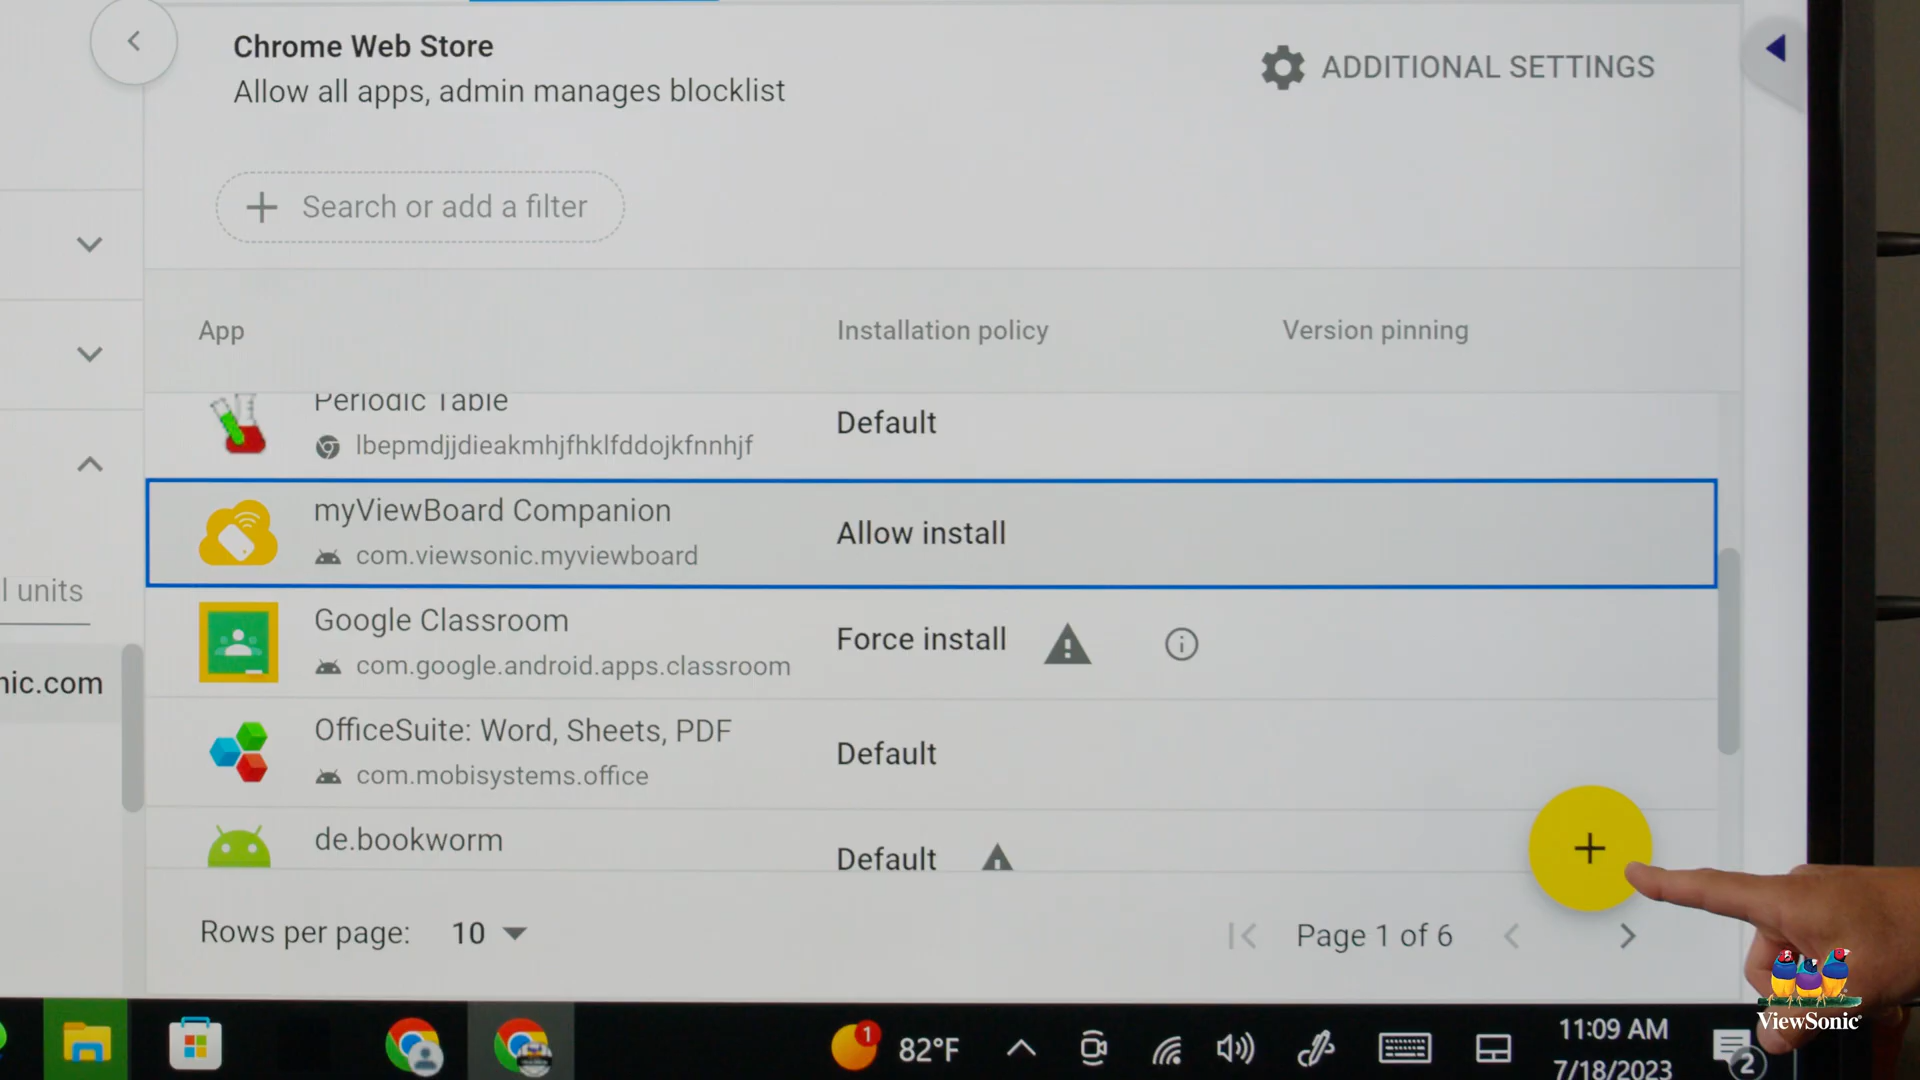 Chrome Web Store
Allow all apps, admin manages blocklist
ADDITIONAL SETTINGS
Search or add a filter
App
Installation policy
Version pinning
Periodic Table
lbepmdjjdieakmhjfhklfddojkfnnhjf
Default
myViewBoard Companion
com.viewsonic.myviewboard
Allow install
Google Classroom
com.google.android.apps.classroom
Force install
OfficeSuite: Word, Sheets, PDF
com.mobisystems.office
Default
de.bookworm
Default
l units
nic.com
Rows per page: 10
Page 1 of 6
1
82°F
11:09 AM
7/18/2023
2
ViewSonic